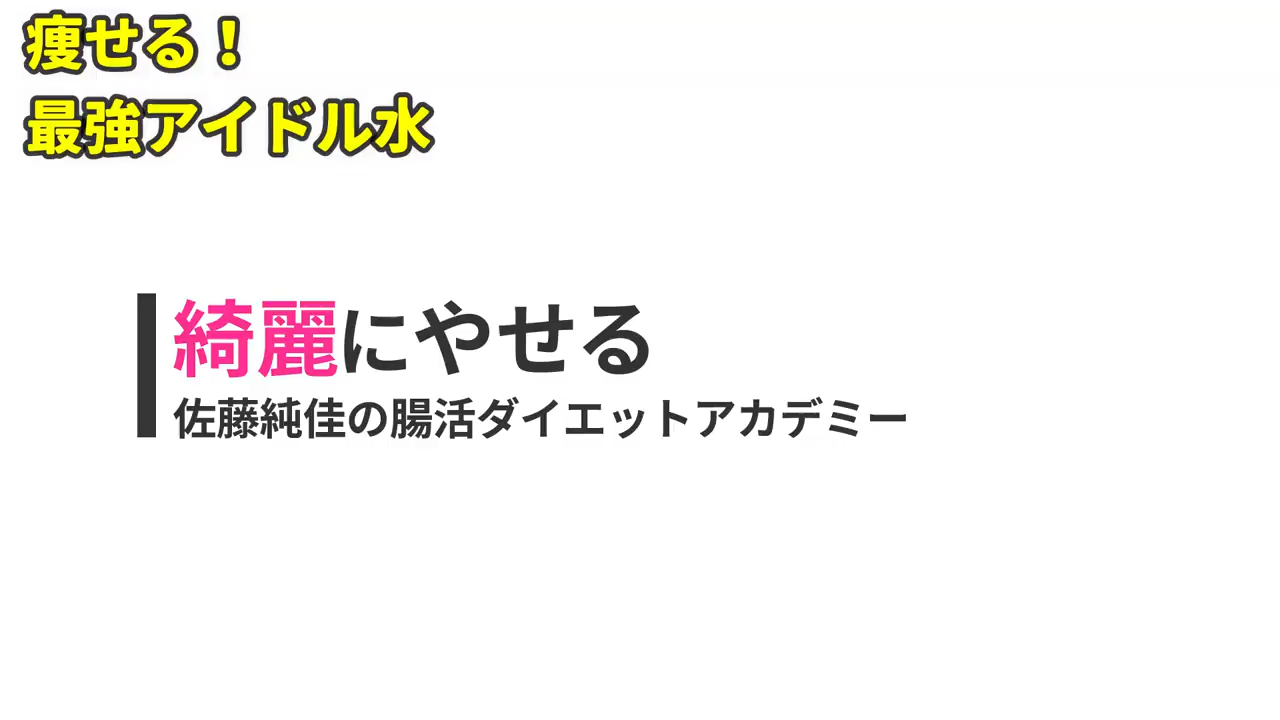 痩せる！
最強アイドル水
綺麗にやせる
佐藤純佳の腸活ダイエットアカデミー